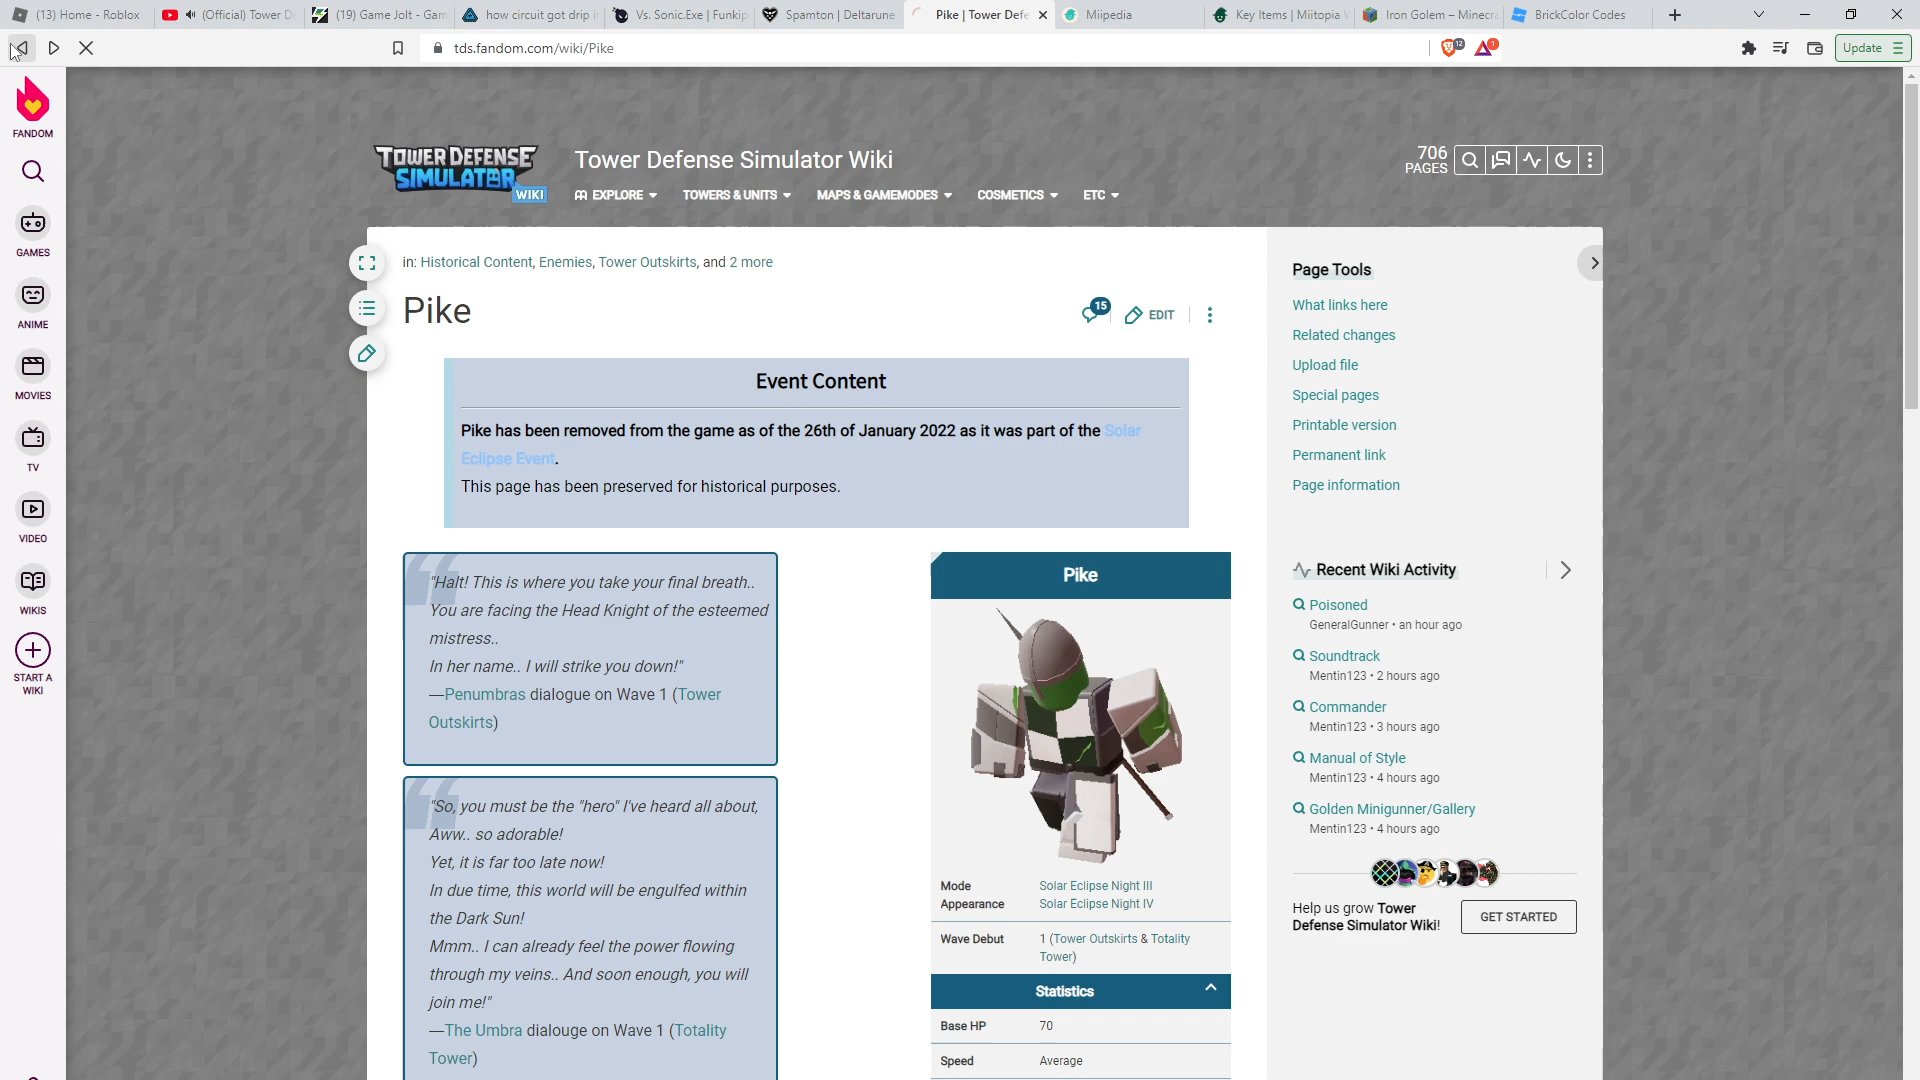 (13) Home - Roblox
(Official) Tower D
(19) Game Jolt - Gam
how circuit got drip i
Vs. Sonic.Exe | Funkip
Spamton | Deltarune
Pike | Tower Defe
Miipedia
Key Items | Miitopia W
Iron Golem – Minecra
BrickColor Codes
tds.fandom.com/wiki/Pike
12
1
Update
FANDOM
GAMES
ANIME
MOVIES
TV
VIDEO
WIKIS
START A
WIKI
TOWER DEFENSE
SIMULATOR
WIKI
Tower Defense Simulator Wiki
EXPLORE
TOWERS & UNITS
MAPS & GAMEMODES
COSMETICS
ETC
706
PAGES
in: Historical Content, Enemies, Tower Outskirts, and 2 more
Pike
15
EDIT
Event Content
Pike has been removed from the game as of the 26th of January 2022 as it was part of the Solar
Eclipse Event.
This page has been preserved for historical purposes.
"Halt! This is where you take your final breath..
You are facing the Head Knight of the esteemed
mistress..
In her name.. I will strike you down!"
—Penumbras dialogue on Wave 1 (Tower
Outskirts)
"So, you must be the "hero" I've heard all about,
Aww.. so adorable!
Yet, it is far too late now!
In due time, this world will be engulfed within
the Dark Sun!
Mmm.. I can already feel the power flowing
through my veins.. And soon enough, you will
join me!"
—The Umbra dialouge on Wave 1 (Totality
Tower)
Pike
Mode
Appearance
Solar Eclipse Night III
Solar Eclipse Night IV
Wave Debut
1 (Tower Outskirts & Totality
Tower)
Statistics
Base HP
70
Speed
Average
Page Tools
What links here
Related changes
Upload file
Special pages
Printable version
Permanent link
Page information
Recent Wiki Activity
Poisoned
GeneralGunner • an hour ago
Soundtrack
Mentin123 • 2 hours ago
Commander
Mentin123 • 3 hours ago
Manual of Style
Mentin123 • 4 hours ago
Golden Minigunner/Gallery
Mentin123 • 4 hours ago
Help us grow Tower
Defense Simulator Wiki!
GET STARTED